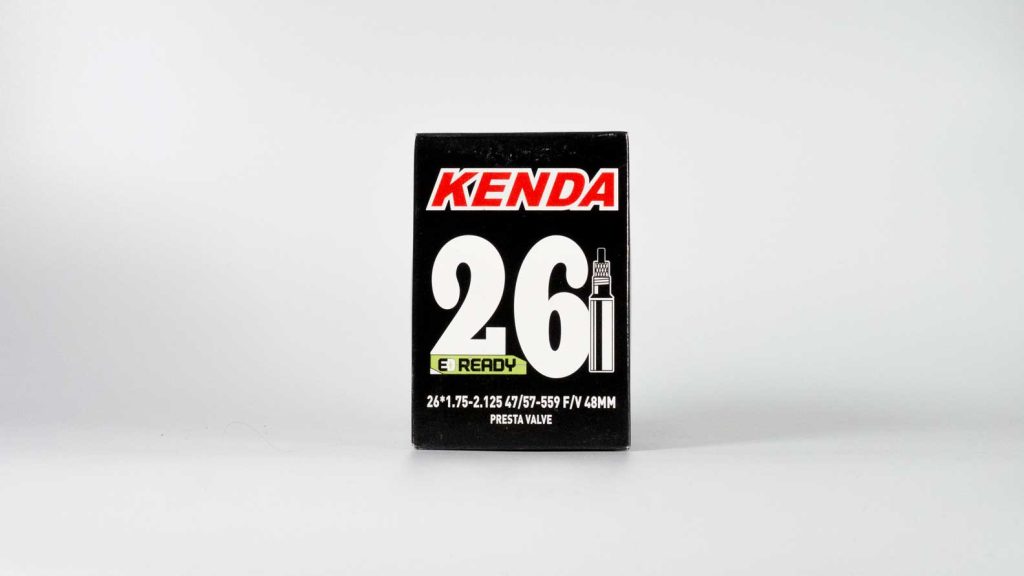 KENDA
26
READY
26*1.75-2.125 47/57-559 F/V 48MM
PRESTA VALVE